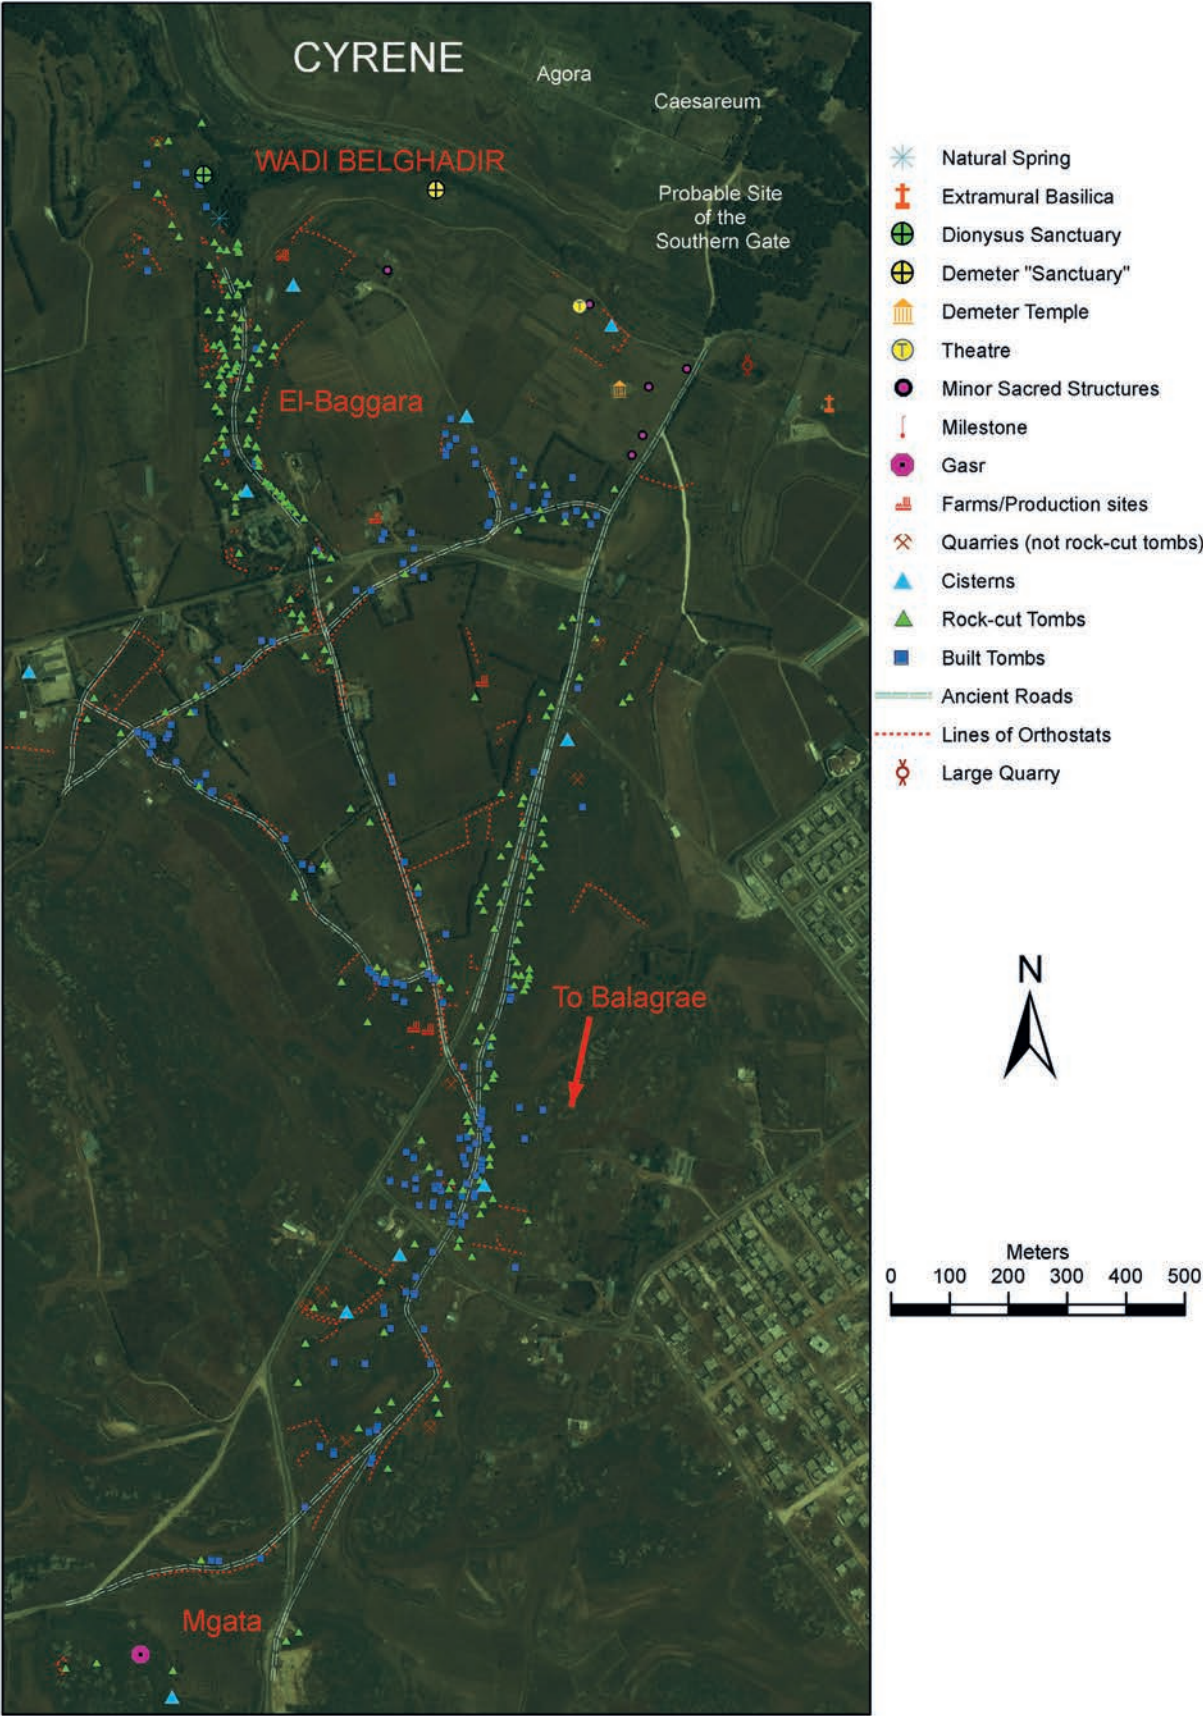 CYRENE
Agora
Caesareum
WADI BELGHADIR
Probable Site
of the
Southern Gate
T
El-Baggara
To Balagrae
Mgata
Natural Spring
Extramural Basilica
Dionysus Sanctuary
Demeter "Sanctuary"
Demeter Temple
T Theatre
Minor Sacred Structures
Milestone
Gasr
Farms/Production sites
Quarries (not rock-cut tombs)
Cisterns
Rock-cut Tombs
Built Tombs
Ancient Roads
Lines of Orthostats
Large Quarry
N
Meters
0 100 200 300 400 500